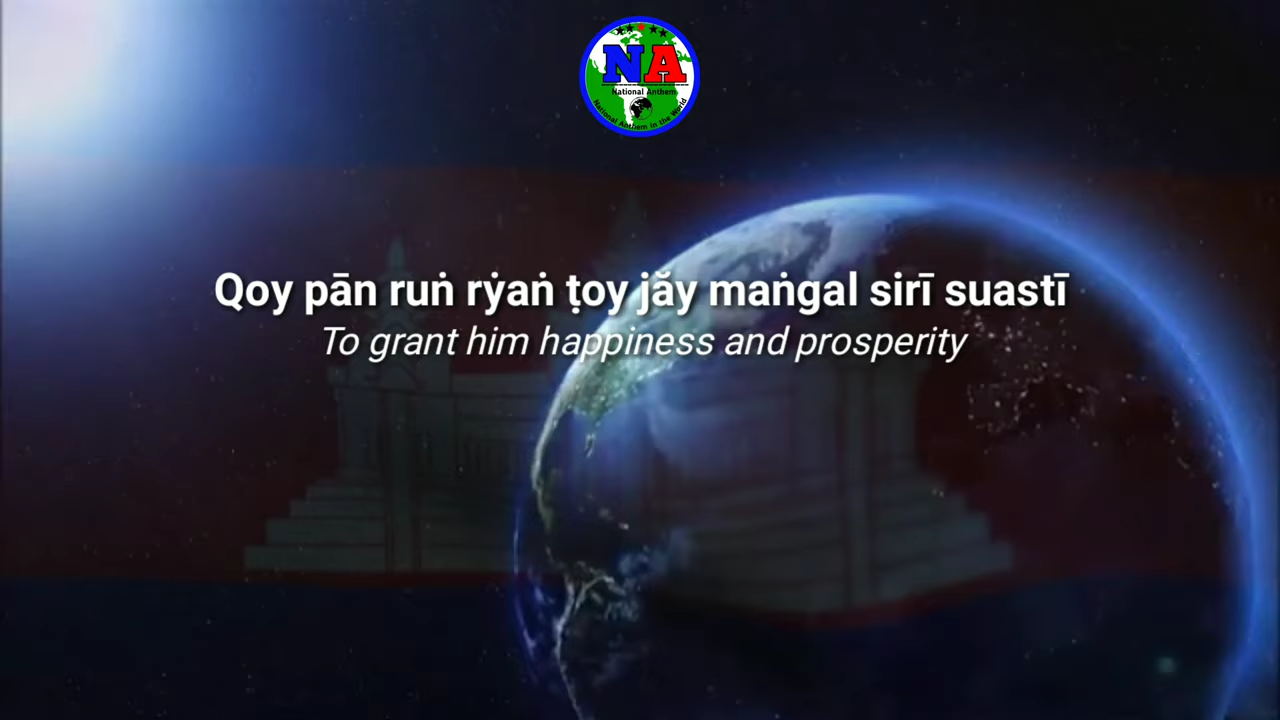 NA
National Anthem
National Anthem in the World
Qoy pān ruṅ rẏaṅ ṭoy jăy maṅgal sirī suastī
To grant him happiness and prosperity